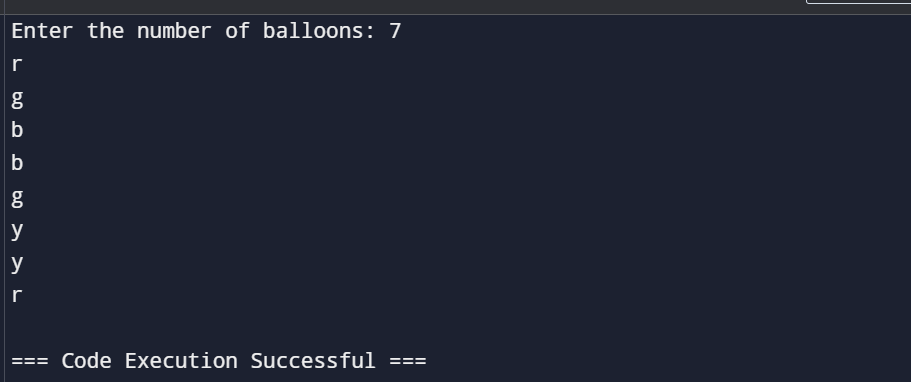 Enter the number of balloons: 7
r
g
b
b
g
y
y
r
=== Code Execution Successful ===